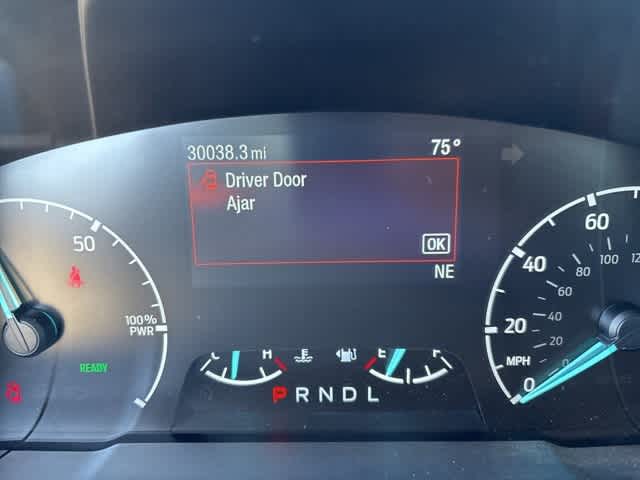 30038.3 mi 75°
Driver Door
Ajar
OK
NE
50
100%
PWR
READY
C H E F
P R N D L
60
40
20
0
MPH
100
80
60
40
20
0